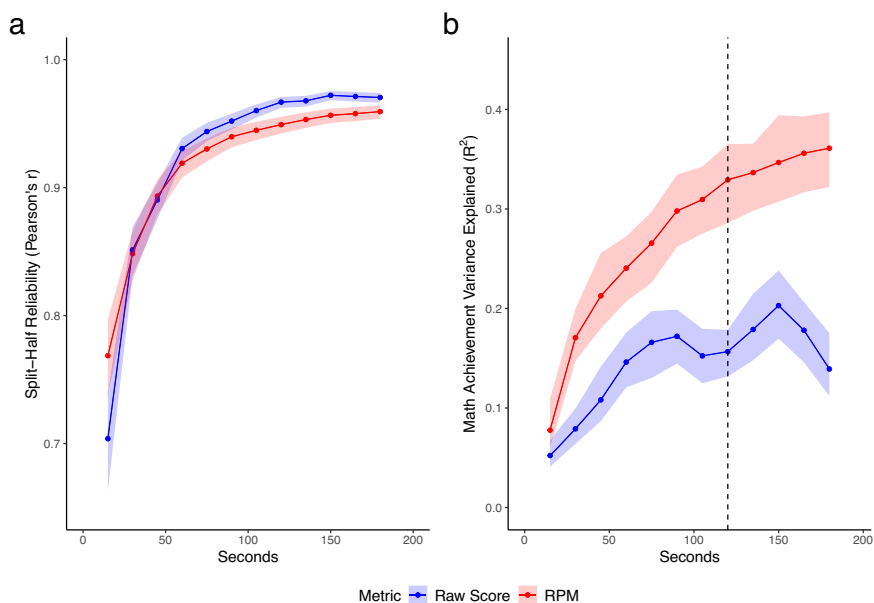 a
b
1.0
0.9
0.8
0.7
Split−Half Reliability (Pearson's r)
0 50 100 150 200
Seconds
0.4
0.3
0.2
0.1
0.0
Math Achievement Variance Explained (R²)
0 50 100 150 200
Seconds
Metric Raw Score RPM